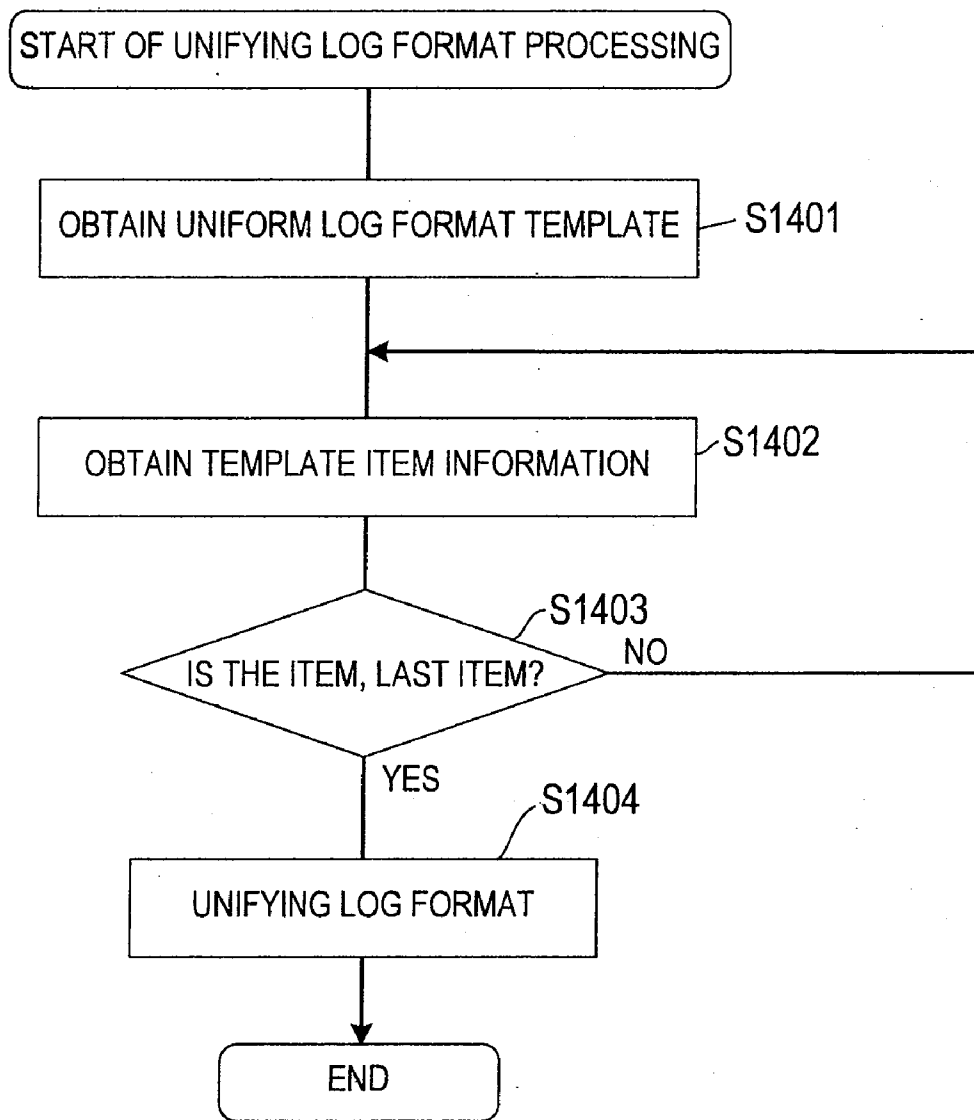 START OF UNIFYING LOG FORMAT PROCESSING
OBTAIN UNIFORM LOG FORMAT TEMPLATE
S1401
OBTAIN TEMPLATE ITEM INFORMATION
S1402
S1403
IS THE ITEM, LAST ITEM?
NO
YES
S1404
UNIFYING LOG FORMAT
END